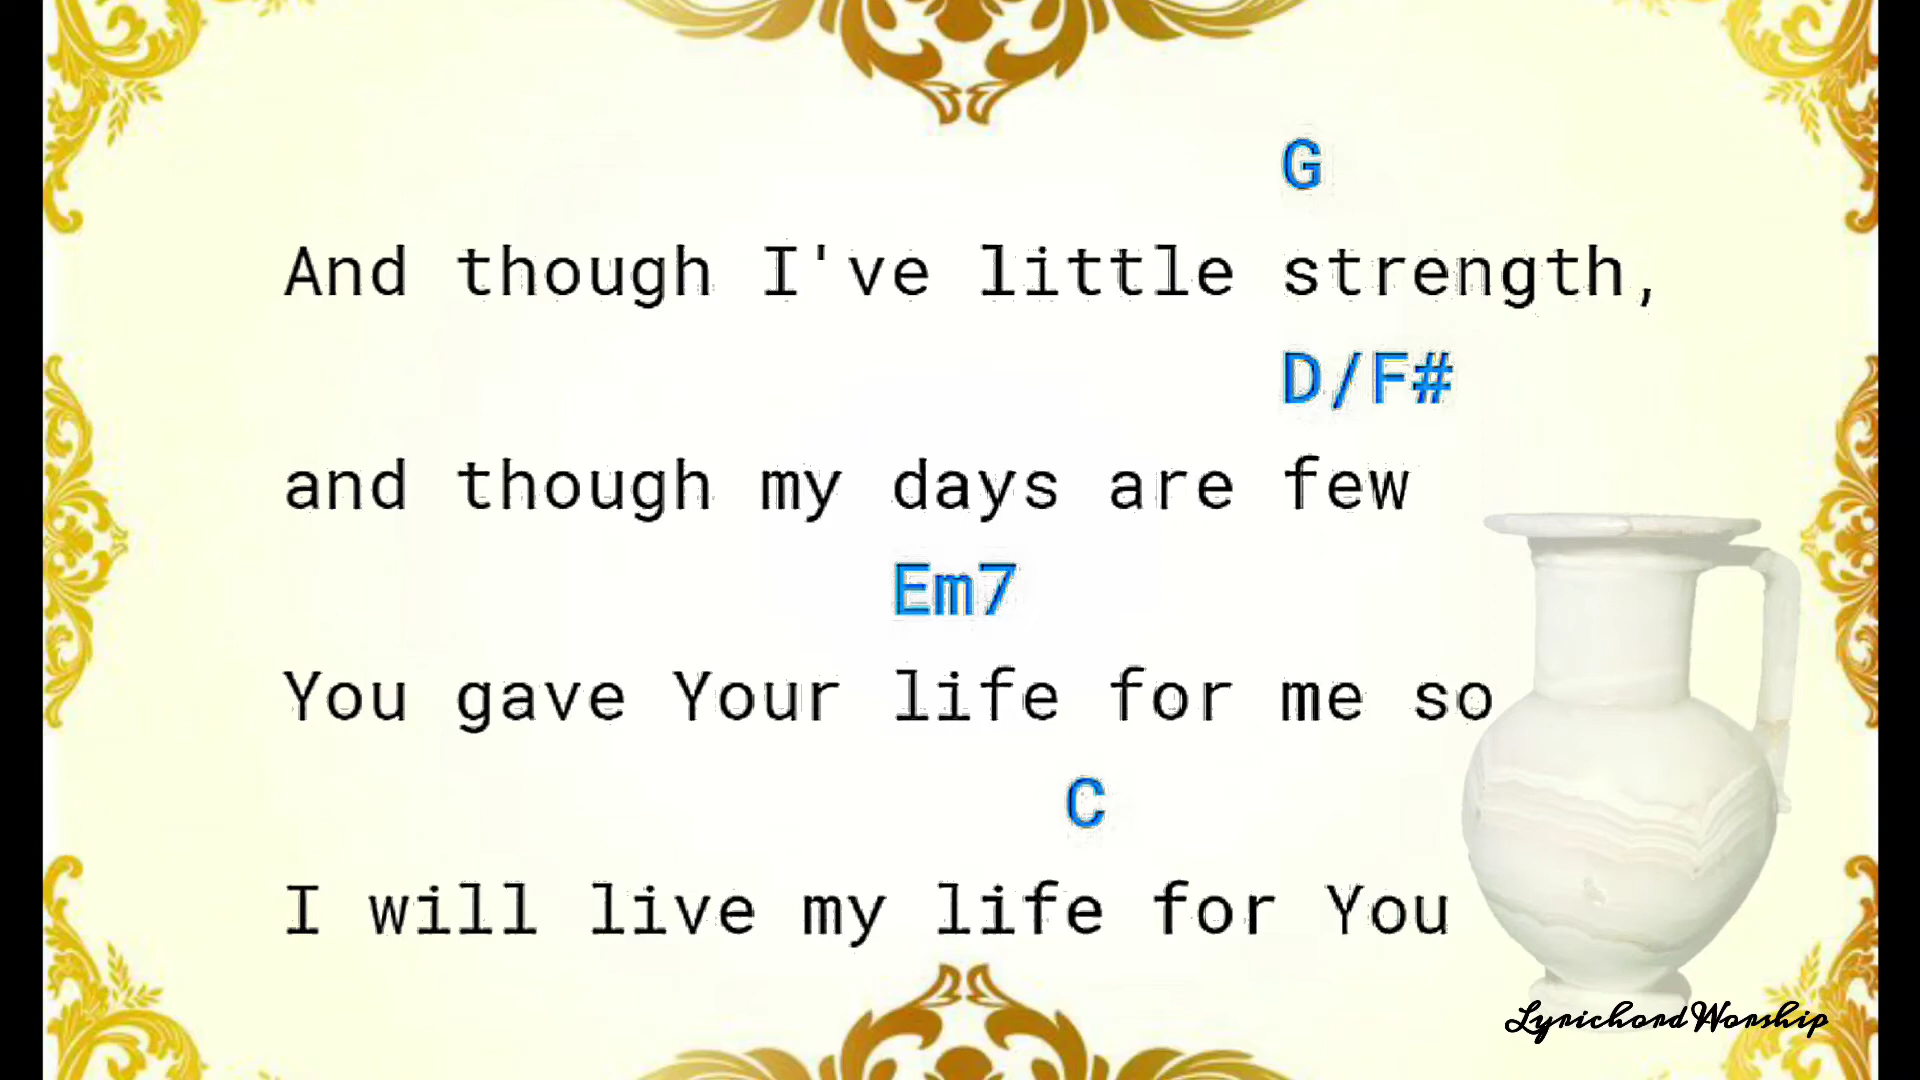 G
And though I've little strength,
D/F#
and though my days are few
Em7
You gave Your life for me so
C
I will live my life for You
LyrichordWorship